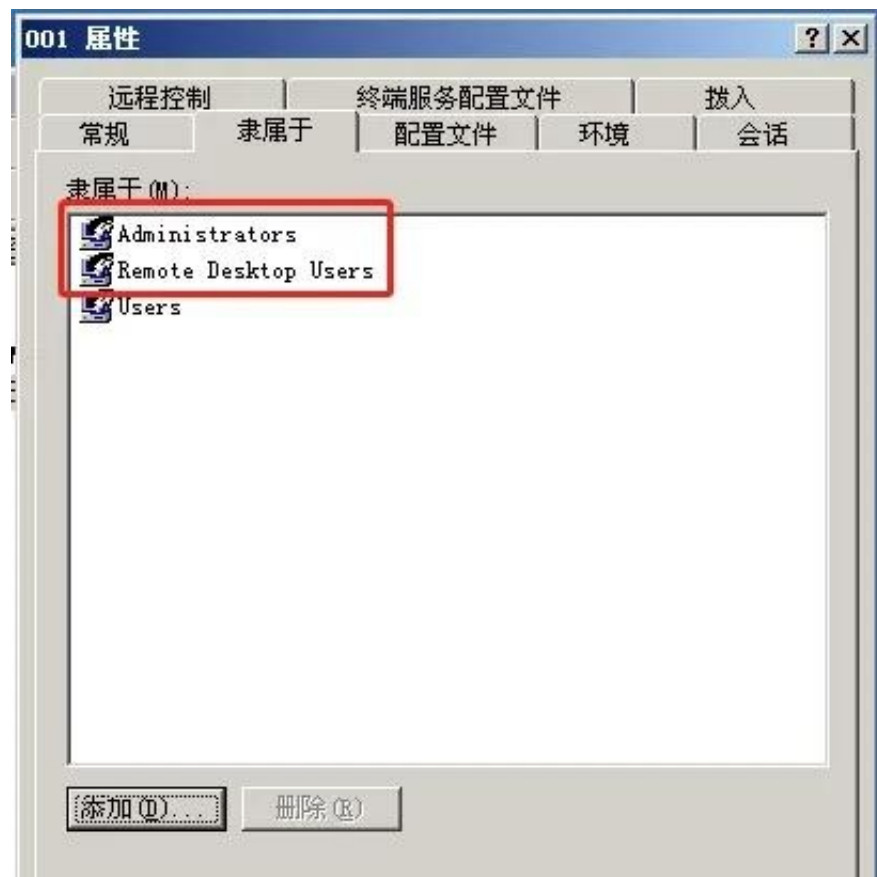 001 属性
远程控制 终端服务配置文件 拨入
常规 隶属于 配置文件 环境 会话
隶属于(M):
Administrators
Remote Desktop Users
Users
添加(D)... 删除(R)